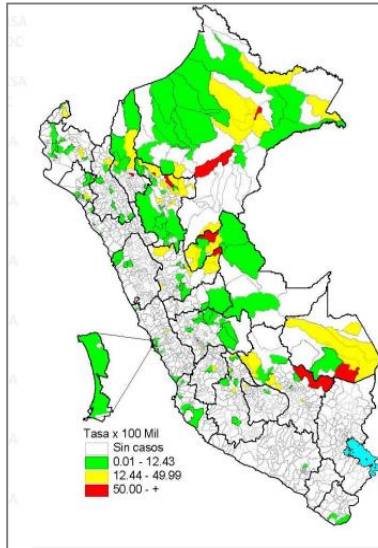 Tasa x 100 Mil
Sin casos
0.01 - 12.43
12.44 - 49.99
50.00 - +